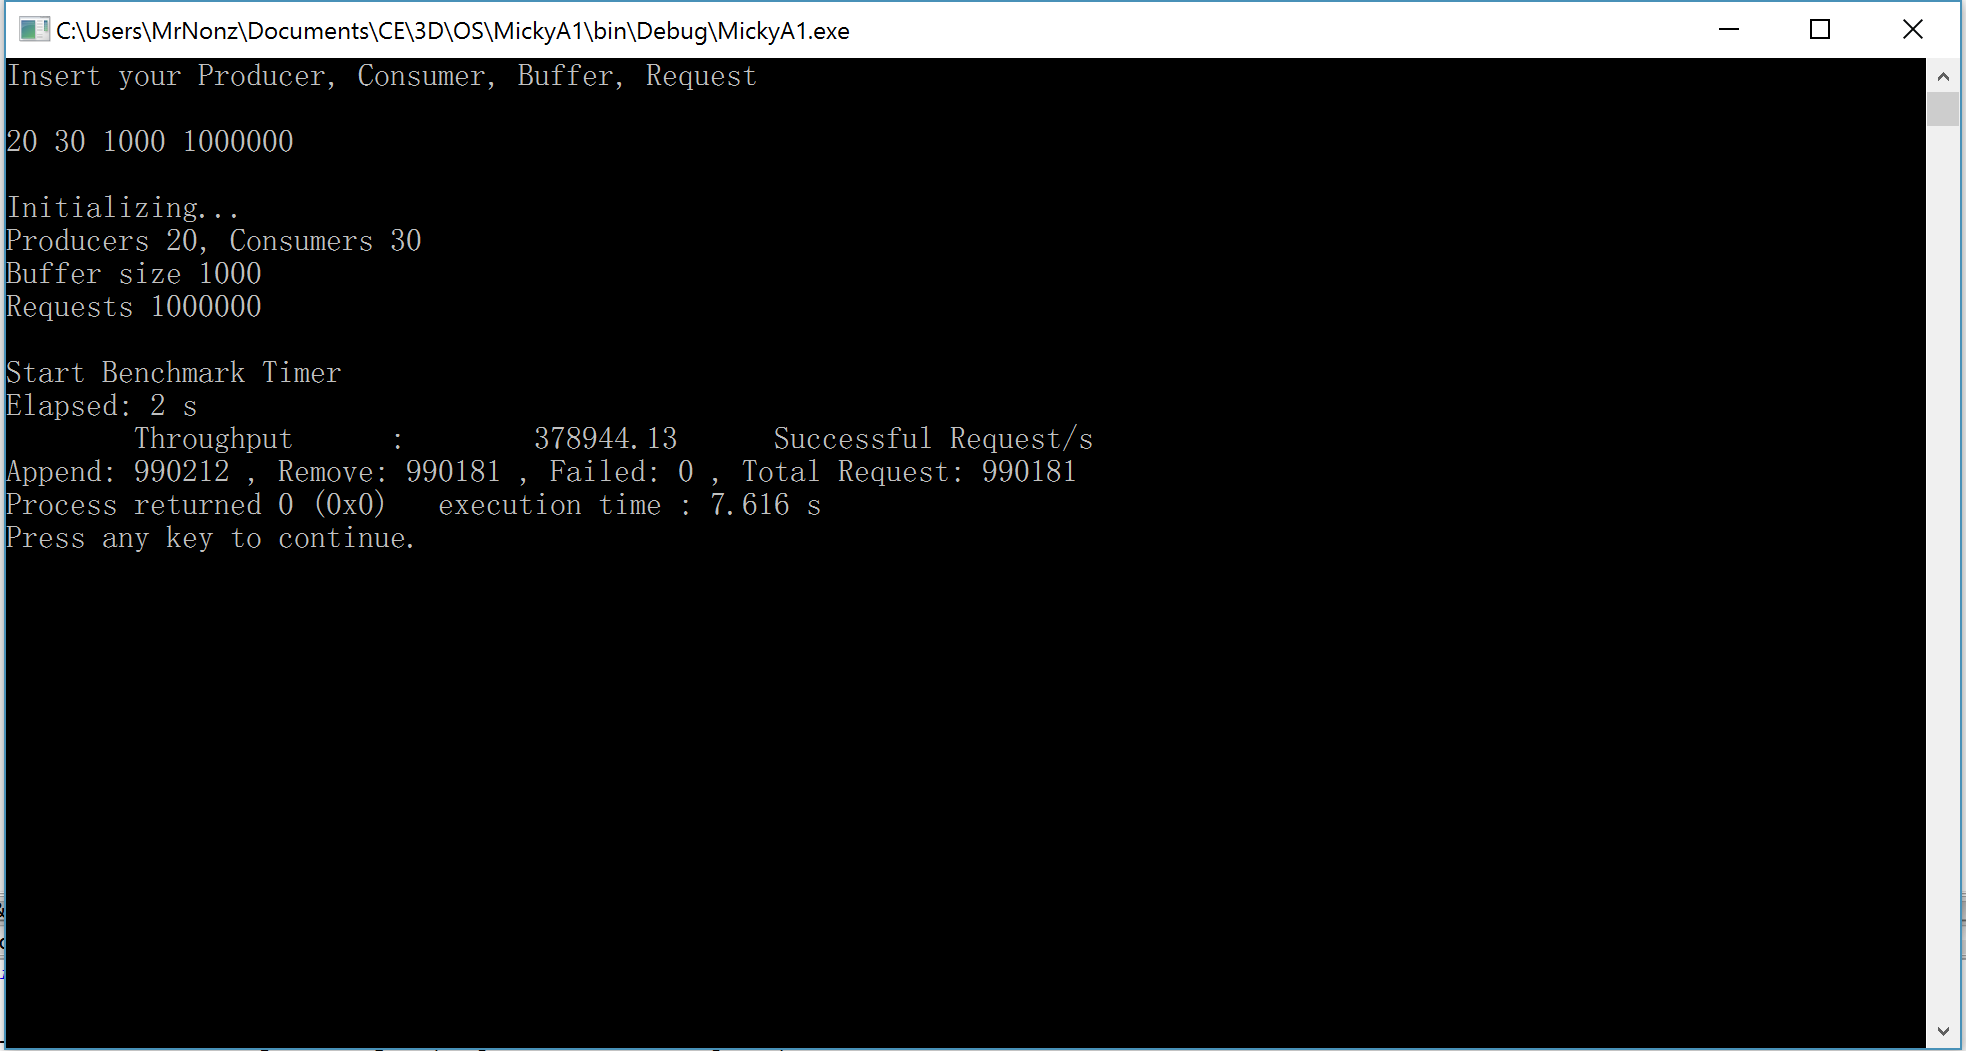 C:\Users\MrNonz\Documents\CE\3D\OS\MickyA1\bin\Debug\MickyA1.exe
Insert your Producer, Consumer, Buffer, Request
20 30 1000 1000000
Initializing...
Producers 20, Consumers 30
Buffer size 1000
Requests 1000000
Start Benchmark Timer
Elapsed: 2 s
Throughput : 378944.13 Successful Request/s
Append: 990212 , Remove: 990181 , Failed: 0 , Total Request: 990181
Process returned 0 (0x0) execution time : 7.616 s
Press any key to continue.